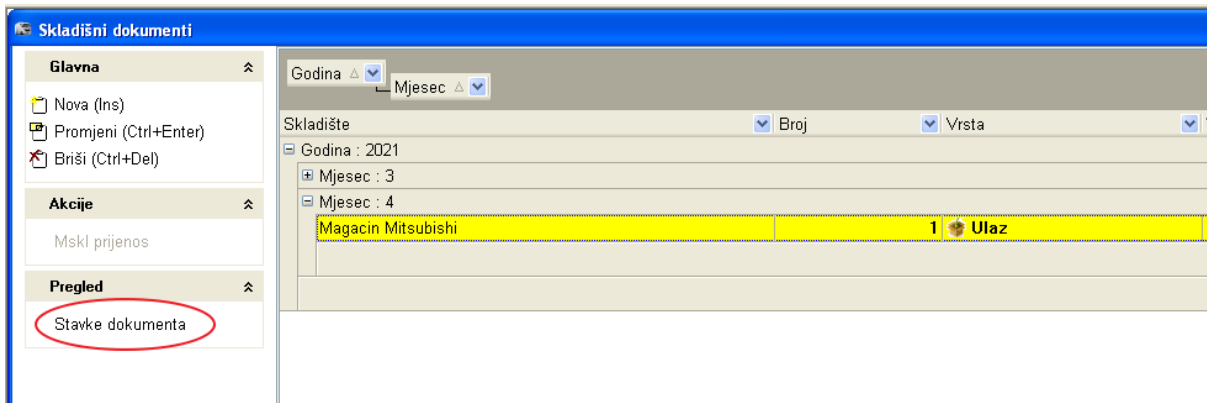 Skladišni dokumenti
Glavna
Nova (Ins)
Promjeni (Ctrl+Enter)
Briši (Ctrl+Del)
Akcije
Mskl prijenos
Pregled
Stavke dokumenta
Godina
Mjesec
Skladište Broj Vrsta
Godina : 2021
Mjesec : 3
Mjesec : 4
Magacin Mitsubishi 1 Ulaz